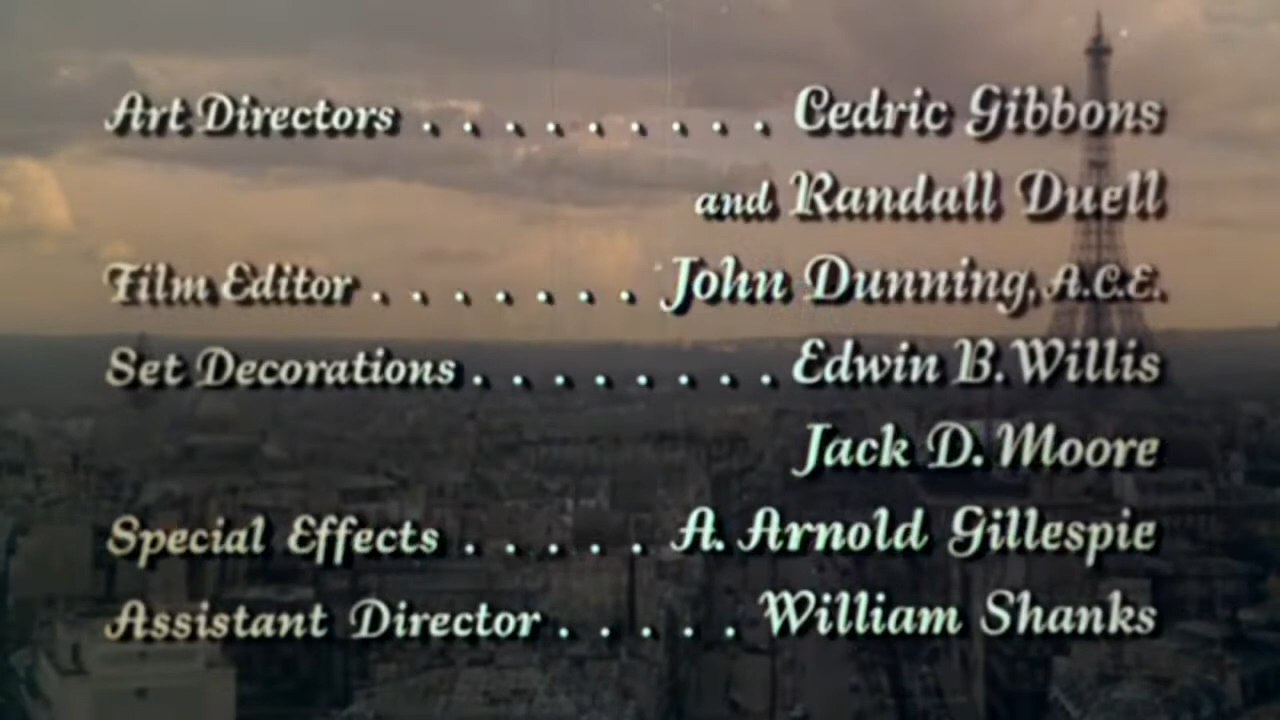 Art Directors . . . . . . . . . Cedric Gibbons
and Randall Duell
Film Editor . . . . . . . John Dunning, A.C.E.
Set Decorations . . . . . . . . Edwin B. Willis
Jack D. Moore
Special Effects . . . . . A. Arnold Gillespie
Assistant Director . . . . . William Shanks